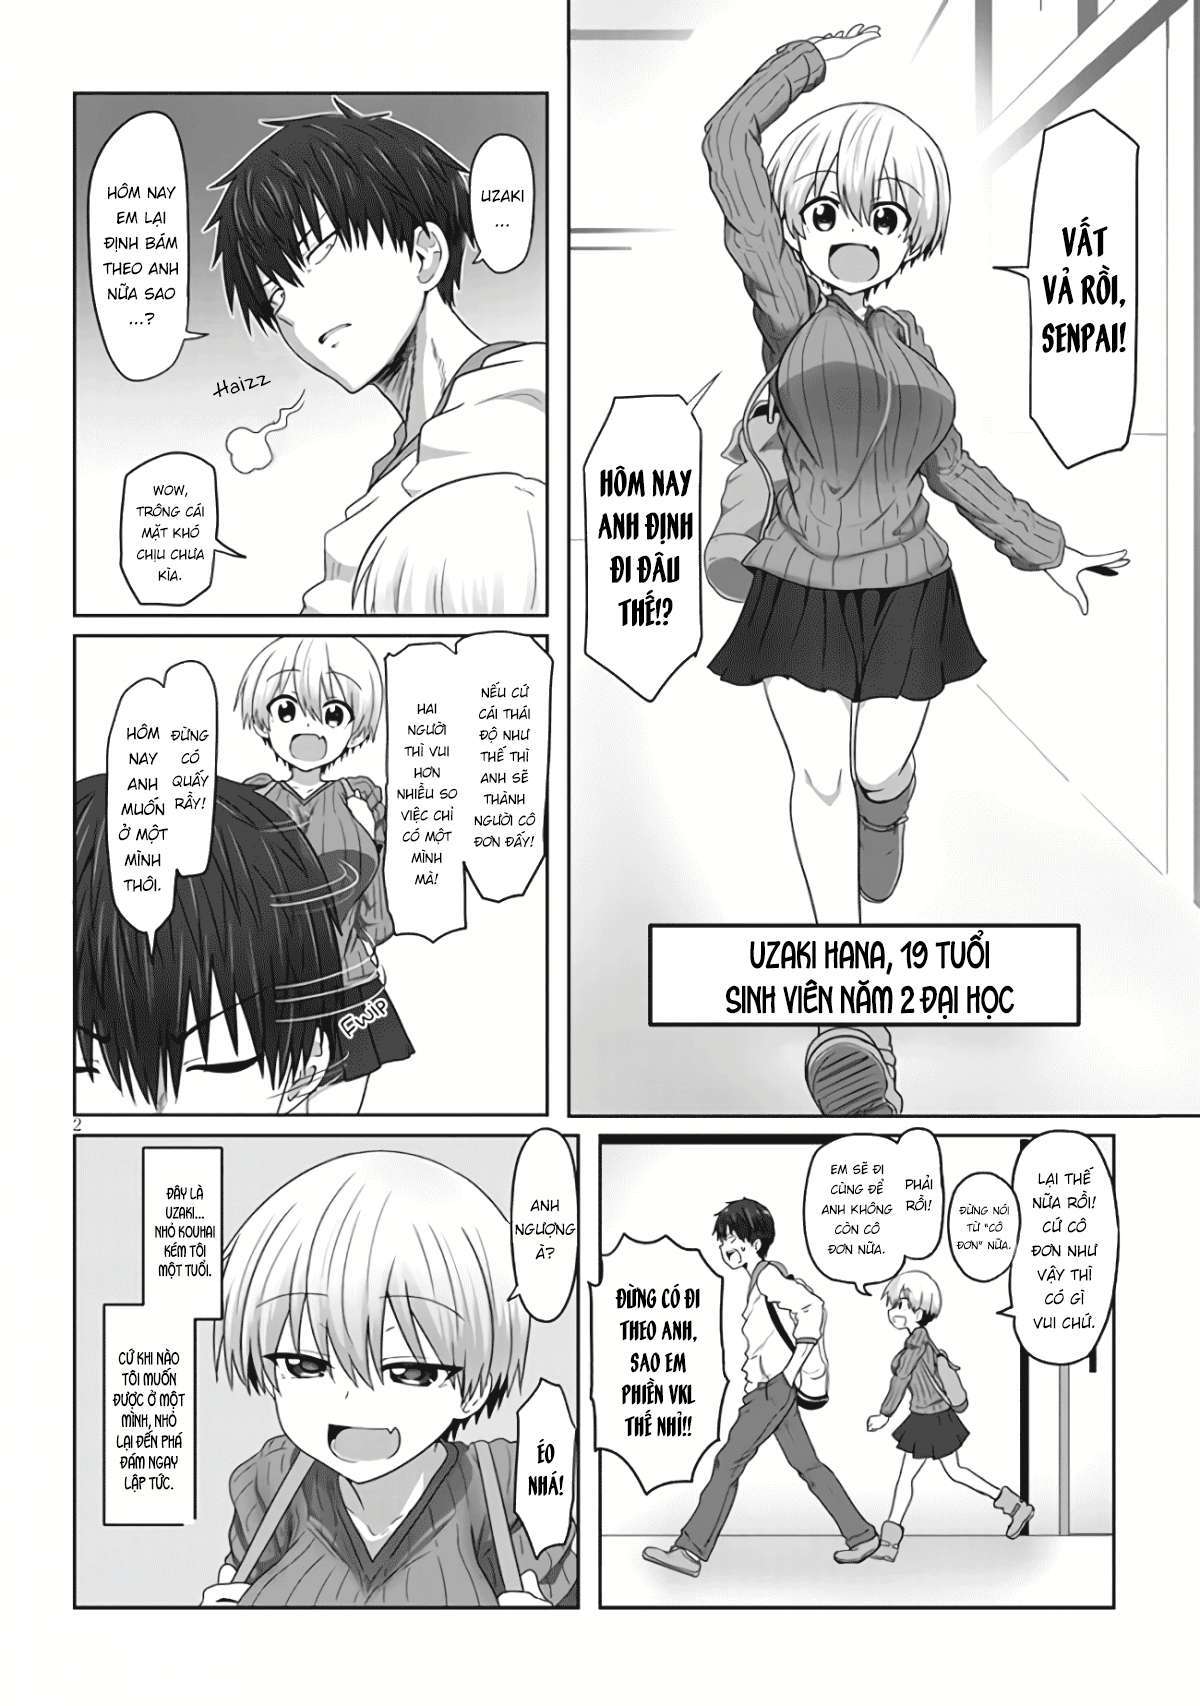 VẤT
VẢ RỒI,
SENPAI!
HÔM NAY
ANH ĐỊNH
ĐI ĐÂU
THẾ!?
UZAKI HANA, 19 TUỔI
SINH VIÊN NĂM 2 ĐẠI HỌC
UZAKI
...
HÔM NAY
EM LẠI
ĐỊNH BÁM
THEO ANH
NỮA SAO
...?
Haizz
WOW,
TRÔNG CÁI
MẶT KHÓ
CHỊU CHƯA
KÌA.
NẾU CỨ
CÁI THÁI
ĐỘ NHƯ
THẾ THÌ
ANH SẼ
THÀNH
NGƯỜI CÔ
ĐƠN ĐẤY!
HAI
NGƯỜI
THÌ VUI
HƠN
NHIỀU SO
VIỆC CHỈ
CÓ MỘT
MÌNH
MÀ!
ĐỪNG
CÓ
QUẤY
RẦY!
HÔM
NAY
ANH
MUỐN
Ở MỘT
MÌNH
THÔI.
FWIP
2
LẠI THẾ
NỮA RỒI!
CỨ CÔ
ĐƠN NHƯ
VẬY THÌ
CÓ GÌ
VUI CHỨ.
ĐỪNG NÓI
TỪ "CÔ
ĐƠN" NỮA.
PHẢI
RỒI!
EM SẼ ĐI
CÙNG ĐỂ
ANH KHÔNG
CÒN CÔ
ĐƠN NỮA.
ĐỪNG CÓ ĐI
THEO ANH,
SAO EM
PHIỀN VKL
THẾ NHỈ!!
ANH
NGƯỢNG
À?
ÉO
NHÁ!
ĐÂY LÀ
UZAKI...
NHỎ KOUHAI
KÉM TÔI
MỘT TUỔI.
CỨ KHI NÀO
TÔI MUỐN
ĐƯỢC Ở MỘT
MÌNH, NHỎ
LẠI ĐẾN PHÁ
ĐÁM NGAY
LẬP TỨC.